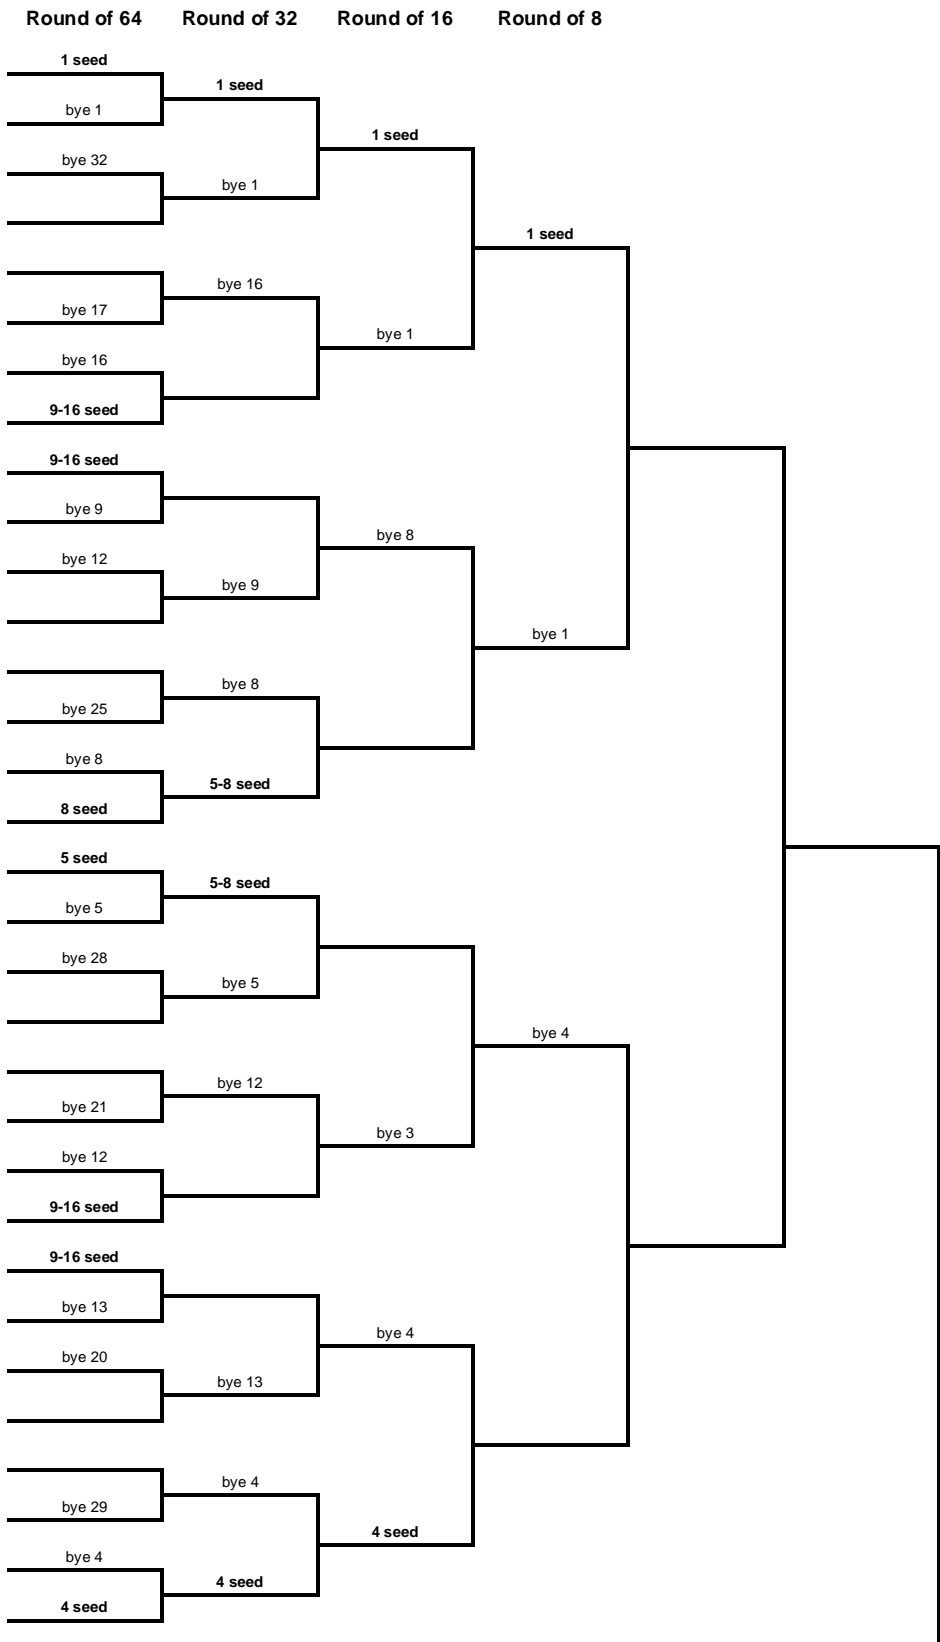 Round of 64 Round of 32 Round of 16 Round of 8
1 seed
1 seed
bye 1
1 seed
bye 32
bye 1
1 seed
bye 16
bye 17
bye 1
bye 16
9-16 seed
9-16 seed
bye 9
bye 8
bye 12
bye 9
bye 1
bye 8
bye 25
bye 8
5-8 seed
8 seed
5 seed
5-8 seed
bye 5
bye 28
bye 5
bye 4
bye 12
bye 21
bye 3
bye 12
9-16 seed
9-16 seed
bye 13
bye 4
bye 20
bye 13
bye 4
bye 29
4 seed
bye 4
4 seed
4 seed